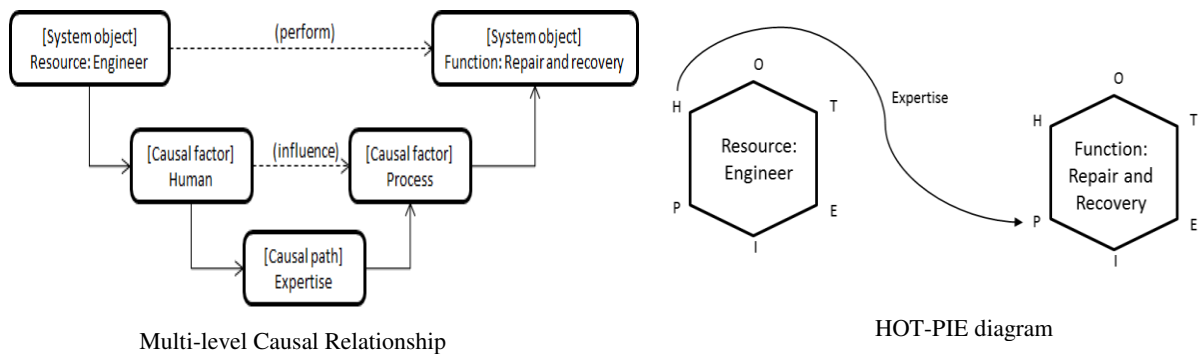 [System object]
Resource: Engineer
(perform)
[System object]
Function: Repair and recovery
[Causal factor]
Human
(influence)
[Causal factor]
Process
[Causal path]
Expertise
Multi-level Causal Relationship
O
H
T
Resource:
Engineer
P
E
I
Expertise
O
H
T
Function:
Repair and
Recovery
P
E
I
HOT-PIE diagram